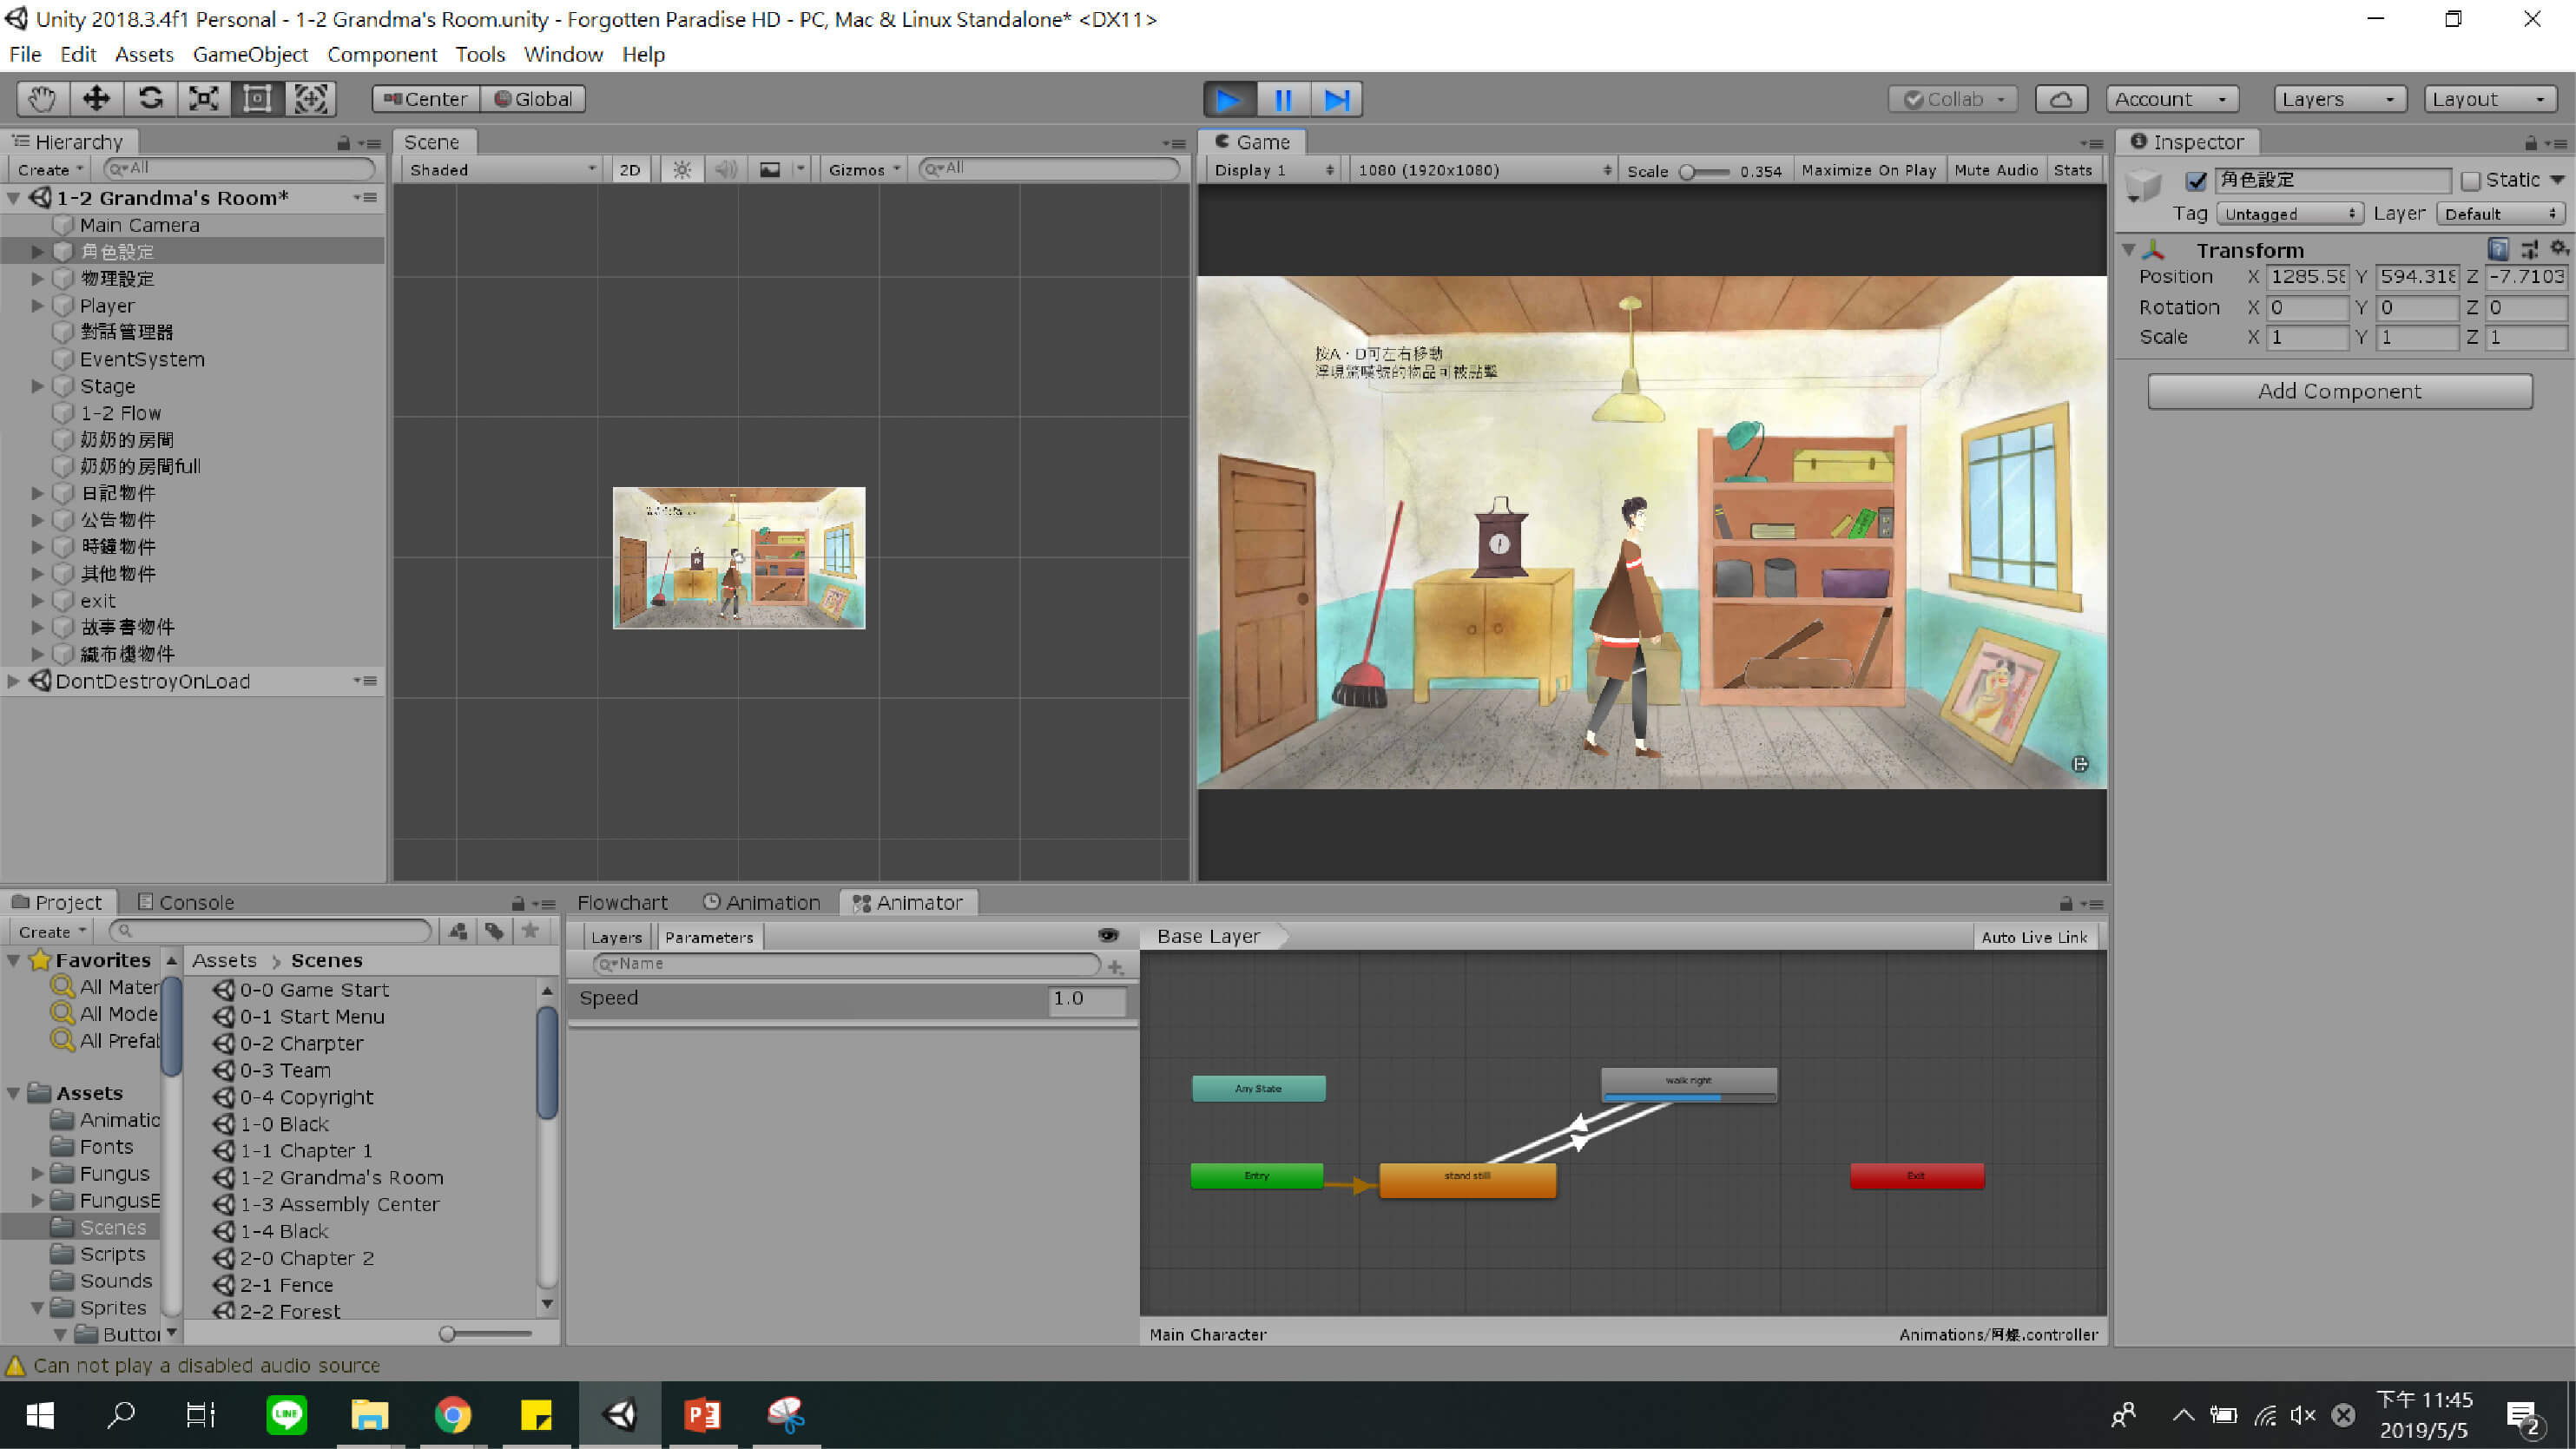 Unity 2018.3.4f1 Personal - 1-2 Grandma's Room.unity - Forgotten Paradise HD - PC, Mac & Linux Standalone* <DX11>
File Edit Assets GameObject Component Tools Window Help
Center Global
Collab Account Layers Layout
Hierarchy
Create All
1-2 Grandma's Room*
Main Camera
角色設定
物理設定
Player
對話管理器
EventSystem
Stage
1-2 Flow
奶奶的房間
奶奶的房間full
日記物件
公告物件
時鐘物件
其他物件
exit
故事書物件
織布機物件
DontDestroyOnLoad
Scene
Shaded 2D Gizmos All
Game
Display 1 1080 (1920x1080) Scale 0.354 Maximize On Play Mute Audio Stats
按A、D可左右移動
浮現驚嘆號的物品可被點擊
Inspector
角色設定 Static
Tag Untagged Layer Default
Transform
Position X 1285.58 Y 594.318 Z -7.7103
Rotation X 0 Y 0 Z 0
Scale X 1 Y 1 Z 1
Add Component
Project Console
Create
Favorites
All Mater
All Mode
All Prefab
Assets
Animatic
Fonts
Fungus
FungusE
Scenes
Scripts
Sounds
Sprites
Button
Assets Scenes
0-0 Game Start
0-1 Start Menu
0-2 Charpter
0-3 Team
0-4 Copyright
1-0 Black
1-1 Chapter 1
1-2 Grandma's Room
1-3 Assembly Center
1-4 Black
2-0 Chapter 2
2-1 Fence
2-2 Forest
Flowchart Animation Animator
Layers Parameters
Name
Speed 1.0
Base Layer Auto Live Link
Any State
walk right
Entry
stand still
Exit
Main Character Animations/阿燦.controller
Can not play a disabled audio source
LINE
下午 11:45
2019/5/5
2